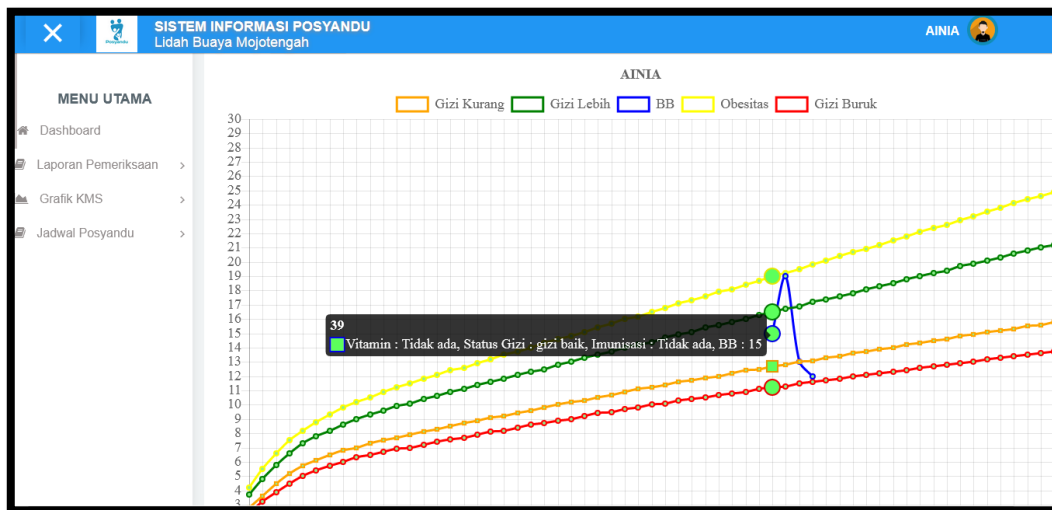 SISTEM INFORMASI POSYANDU
Lidah Buaya Mojotengah
Posyandu
AINIA
MENU UTAMA
Dashboard
Laporan Pemeriksaan
Grafik KMS
Jadwal Posyandu
AINIA
Gizi Kurang Gizi Lebih BB Obesitas Gizi Buruk
30
29
28
27
26
25
24
23
22
21
20
19
18
17
16
15
14
13
12
11
10
9
8
7
6
5
4
3
39
Vitamin : Tidak ada, Status Gizi : gizi baik, Imunisasi : Tidak ada, BB : 15